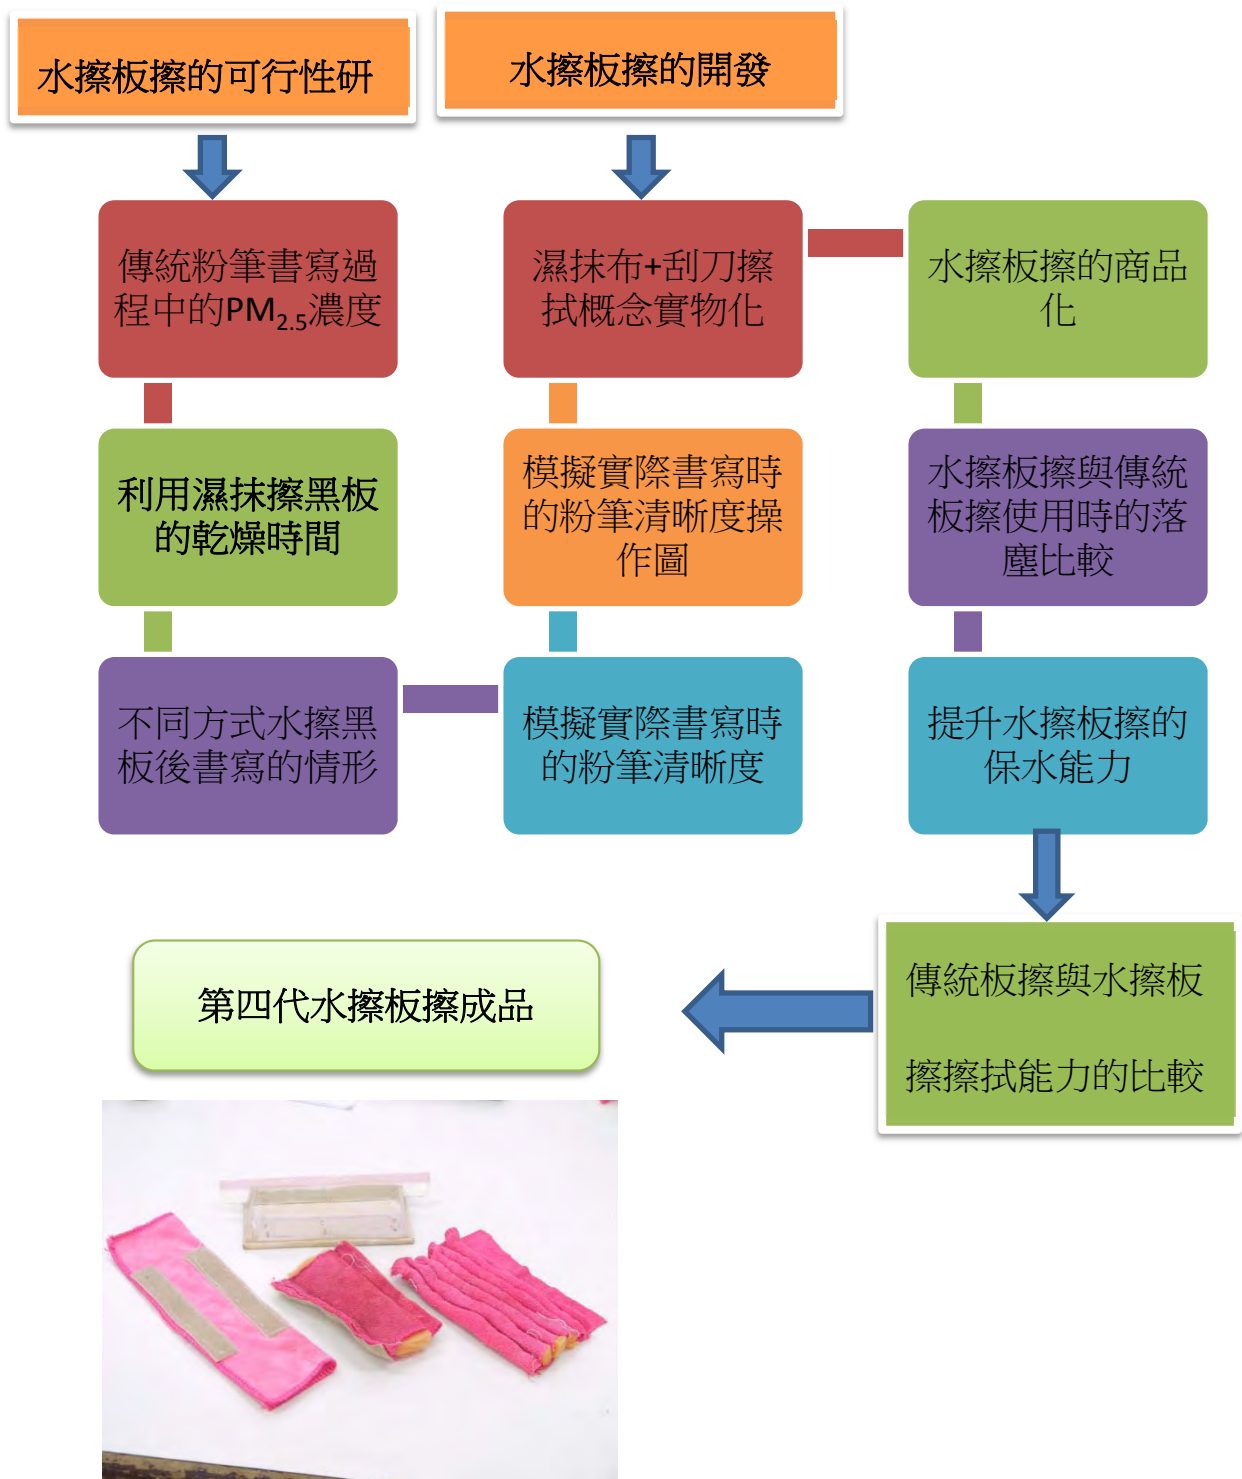 水擦板擦的可行性研
水擦板擦的開發
傳統粉筆書寫過
程中的PM2.5濃度
利用濕抹擦黑板
的乾燥時間
不同方式水擦黑
板後書寫的情形
濕抹布+刮刀擦
拭概念實物化
模擬實際書寫時
的粉筆清晰度操
作圖
模擬實際書寫時
的粉筆清晰度
水擦板擦的商品
化
水擦板擦與傳統
板擦使用時的落
塵比較
提升水擦板擦的
保水能力
傳統板擦與水擦板
擦擦拭能力的比較
第四代水擦板擦成品